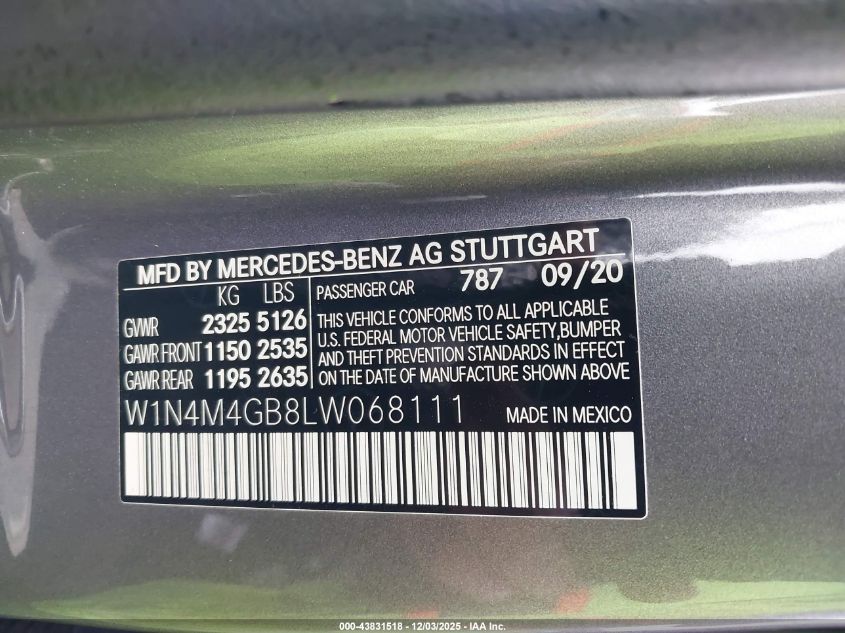 MFD BY MERCEDES-BENZ AG STUTTGART
KG LBS
GVWR 2325 5126
GAWR FRONT 1150 2535
GAWR REAR 1195 2635
PASSENGER CAR 787 09/20
THIS VEHICLE CONFORMS TO ALL APPLICABLE
U.S. FEDERAL MOTOR VEHICLE SAFETY,BUMPER
AND THEFT PREVENTION STANDARDS IN EFFECT
ON THE DATE OF MANUFACTURE SHOWN ABOVE
W1N4M4GB8LW068111 MADE IN MEXICO
000-43831518 - 12/03/2025 - IAA Inc.